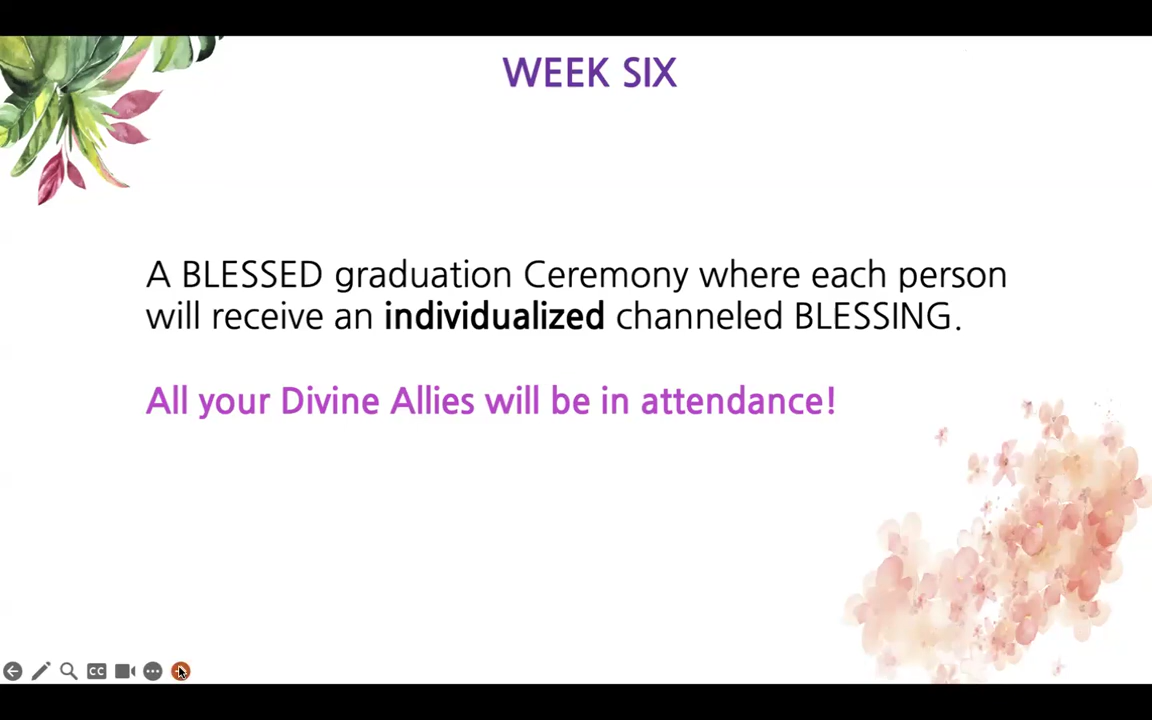 WEEK SIX
A BLESSED graduation Ceremony where each person
will receive an individualized channeled BLESSING.
All your Divine Allies will be in attendance!
CC